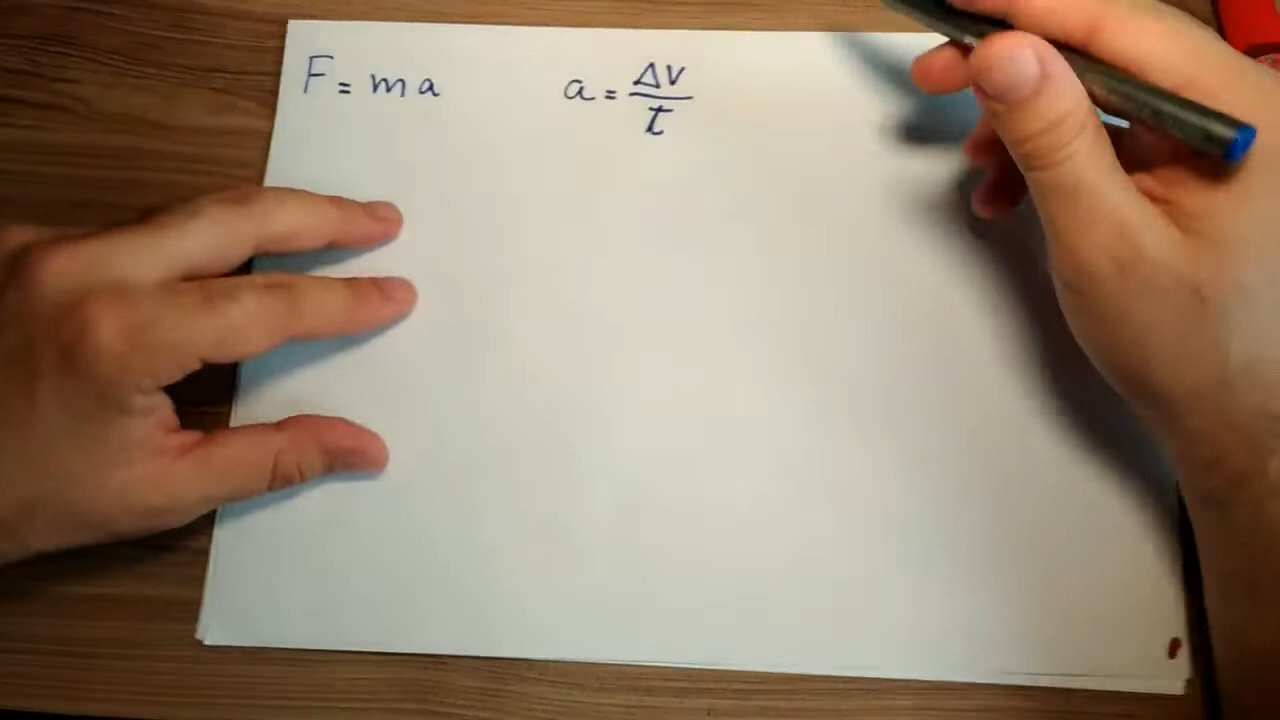 F = ma
a = Δv/t